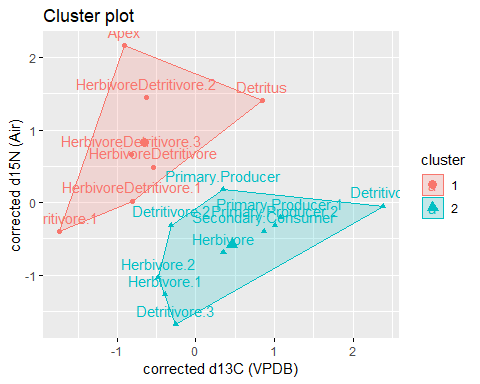 Cluster plot
Apex
HerbivoreDetritivore.2
Detritus
HerbivoreDetritivore.3
HerbivoreDetritivore
Primary.Producer
HerbivoreDetritivore.1
Detritivo
Primary.Producer.1
Detritivore.2
Primary.Producer.2
ritivore.1
Secondary.Consumer
Herbivore
Herbivore.2
Herbivore.1
Detritivore.3
2
1
0
-1
-1
0
1
2
corrected d13C (VPDB)
corrected d15N (Air)
cluster
1
2